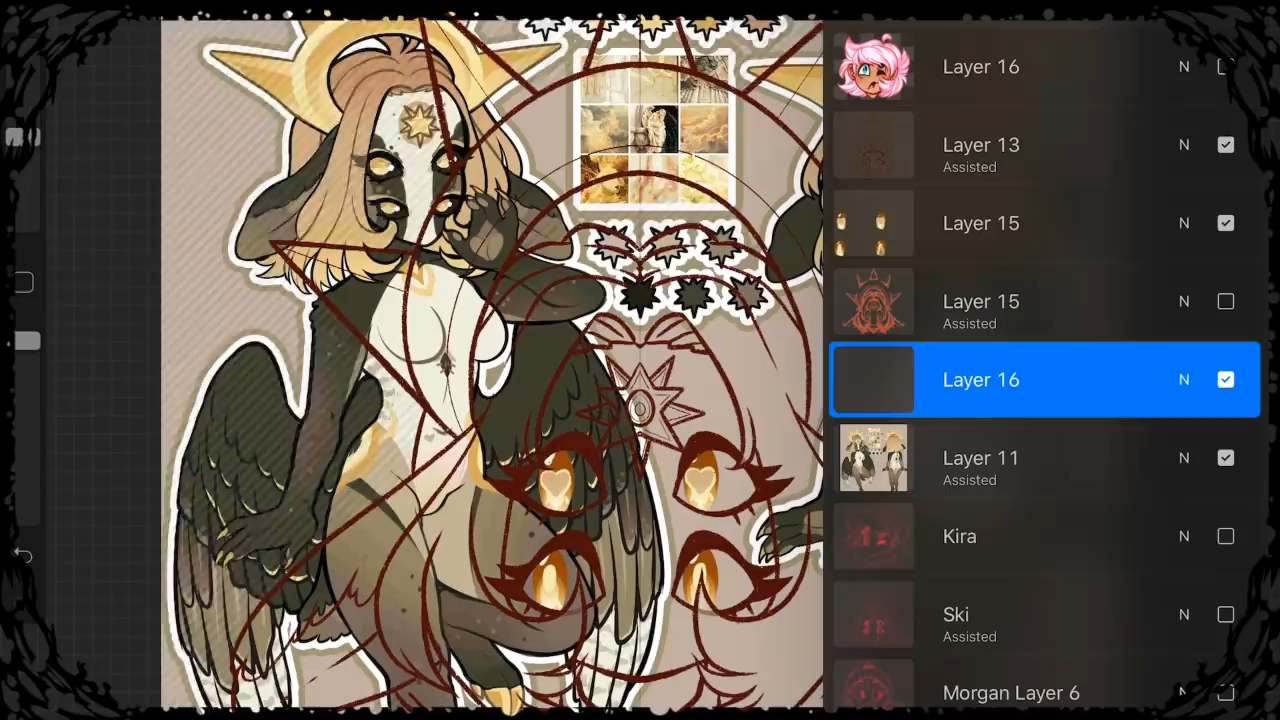 Layer 16
N
Layer 13
N
Assisted
Layer 15
N
Layer 15
N
Assisted
Layer 16
N
Layer 11
N
Assisted
Kira
N
Ski
N
Assisted
Morgan Layer 6
N